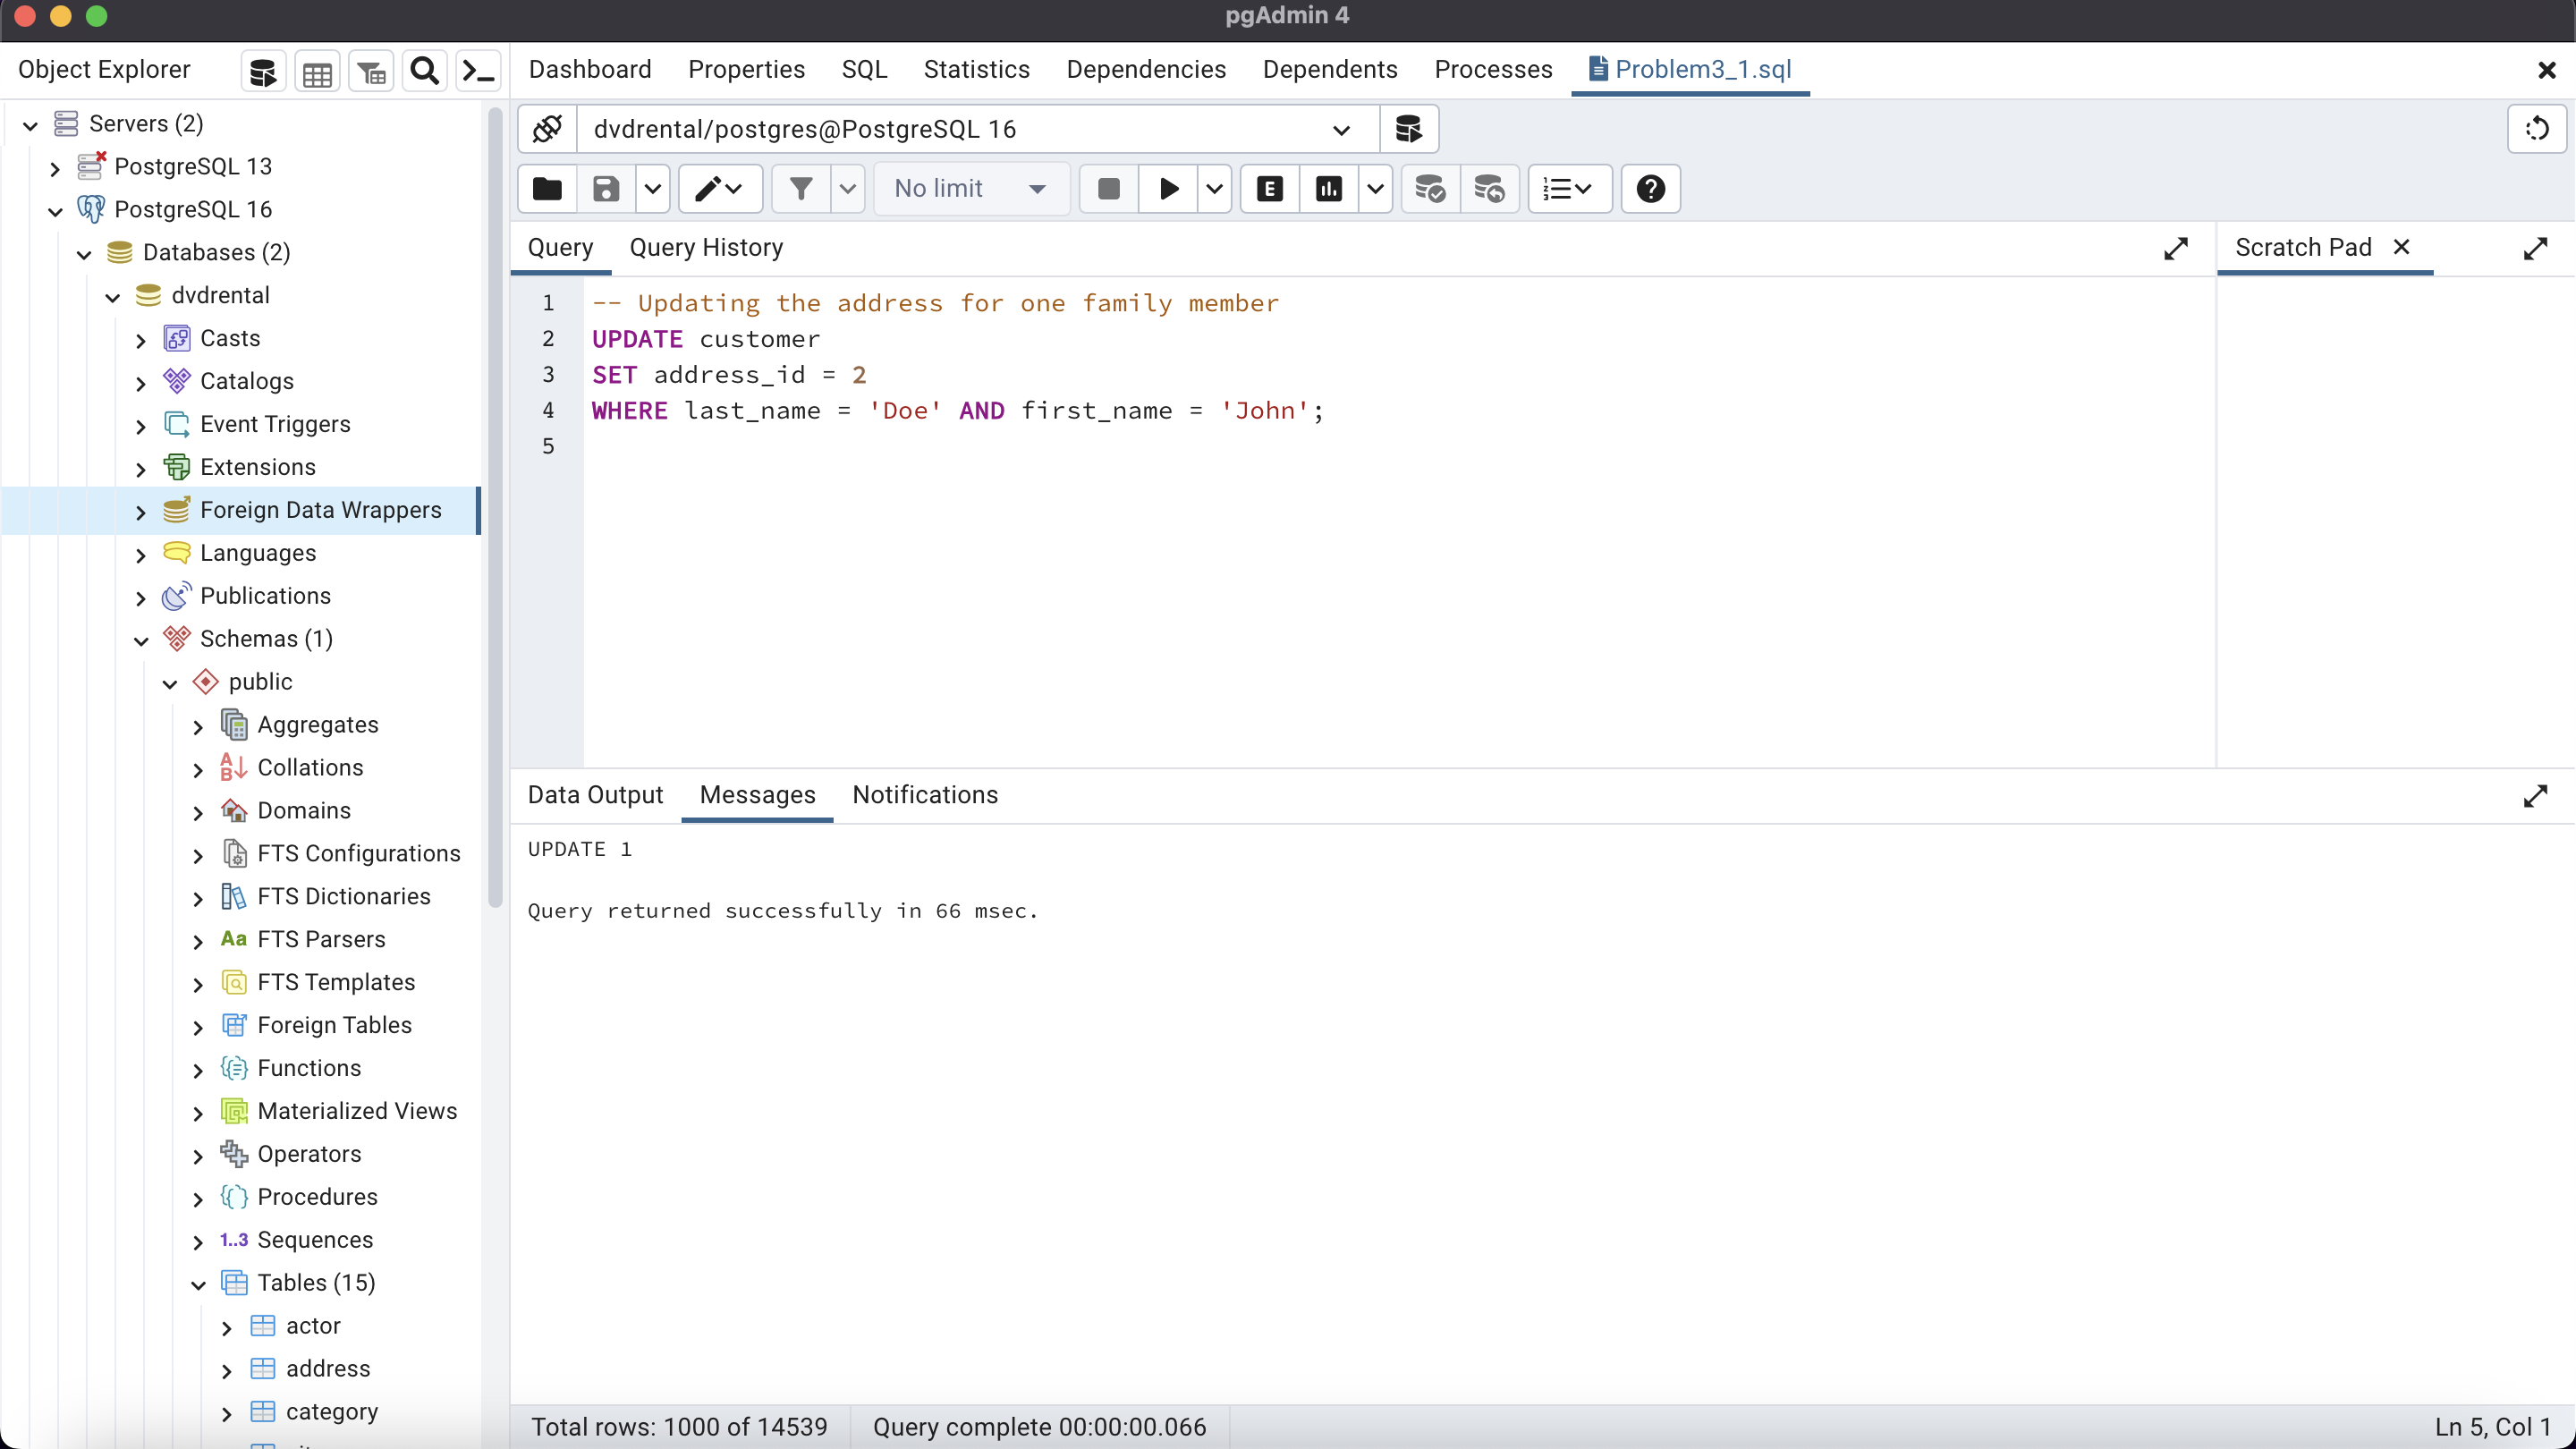 pgAdmin 4
Object Explorer
Dashboard Properties SQL Statistics Dependencies Dependents Processes Problem3_1.sql
Servers (2)
PostgreSQL 13
PostgreSQL 16
Databases (2)
dvdrental
Casts
Catalogs
Event Triggers
Extensions
Foreign Data Wrappers
Languages
Publications
Schemas (1)
public
Aggregates
Collations
Domains
FTS Configurations
FTS Dictionaries
Aa FTS Parsers
FTS Templates
Foreign Tables
Functions
Materialized Views
Operators
Procedures
1..3 Sequences
Tables (15)
actor
address
category
dvdrental/postgres@PostgreSQL 16
No limit
E
Query Query History
Scratch Pad
1 -- Updating the address for one family member
2 UPDATE customer
3 SET address_id = 2
4 WHERE last_name = 'Doe' AND first_name = 'John';
5
Data Output Messages Notifications
UPDATE 1
Query returned successfully in 66 msec.
Total rows: 1000 of 14539 Query complete 00:00:00.066 Ln 5, Col 1